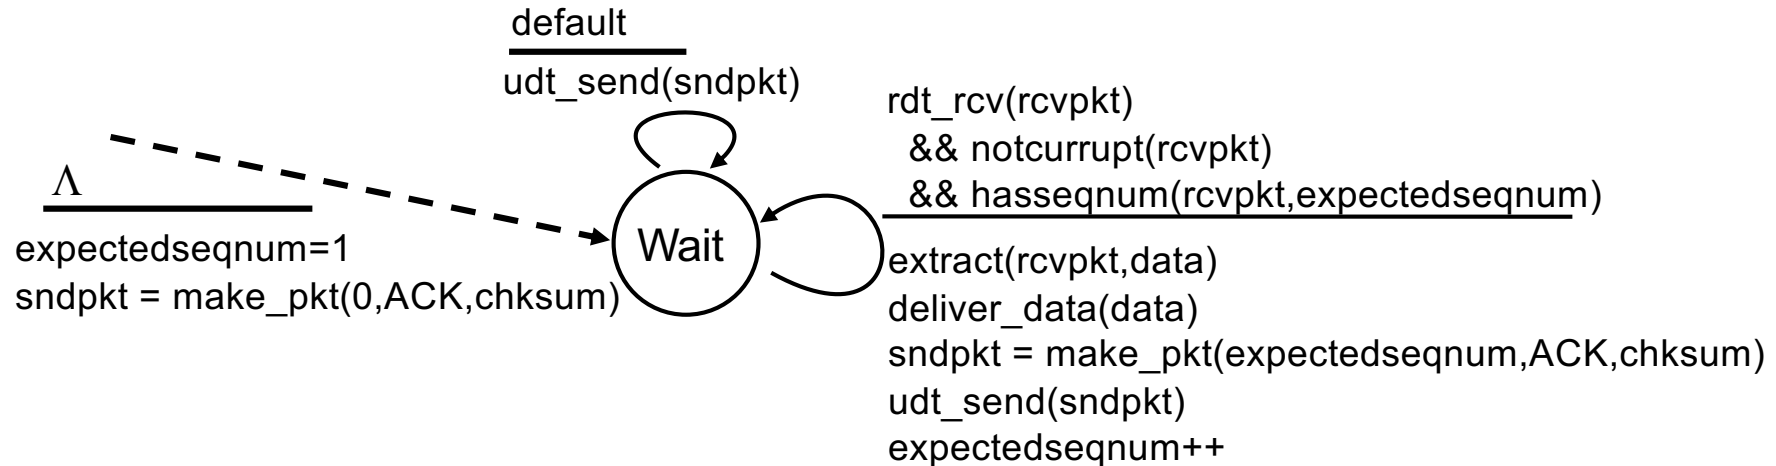 default
udt_send(sndpkt)
Λ
expectedseqnum=1
sndpkt = make_pkt(0,ACK,chksum)
Wait
rdt_rcv(rcvpkt)
&& notcurrupt(rcvpkt)
&& hasseqnum(rcvpkt,expectedseqnum)
extract(rcvpkt,data)
deliver_data(data)
sndpkt = make_pkt(expectedseqnum,ACK,chksum)
udt_send(sndpkt)
expectedseqnum++